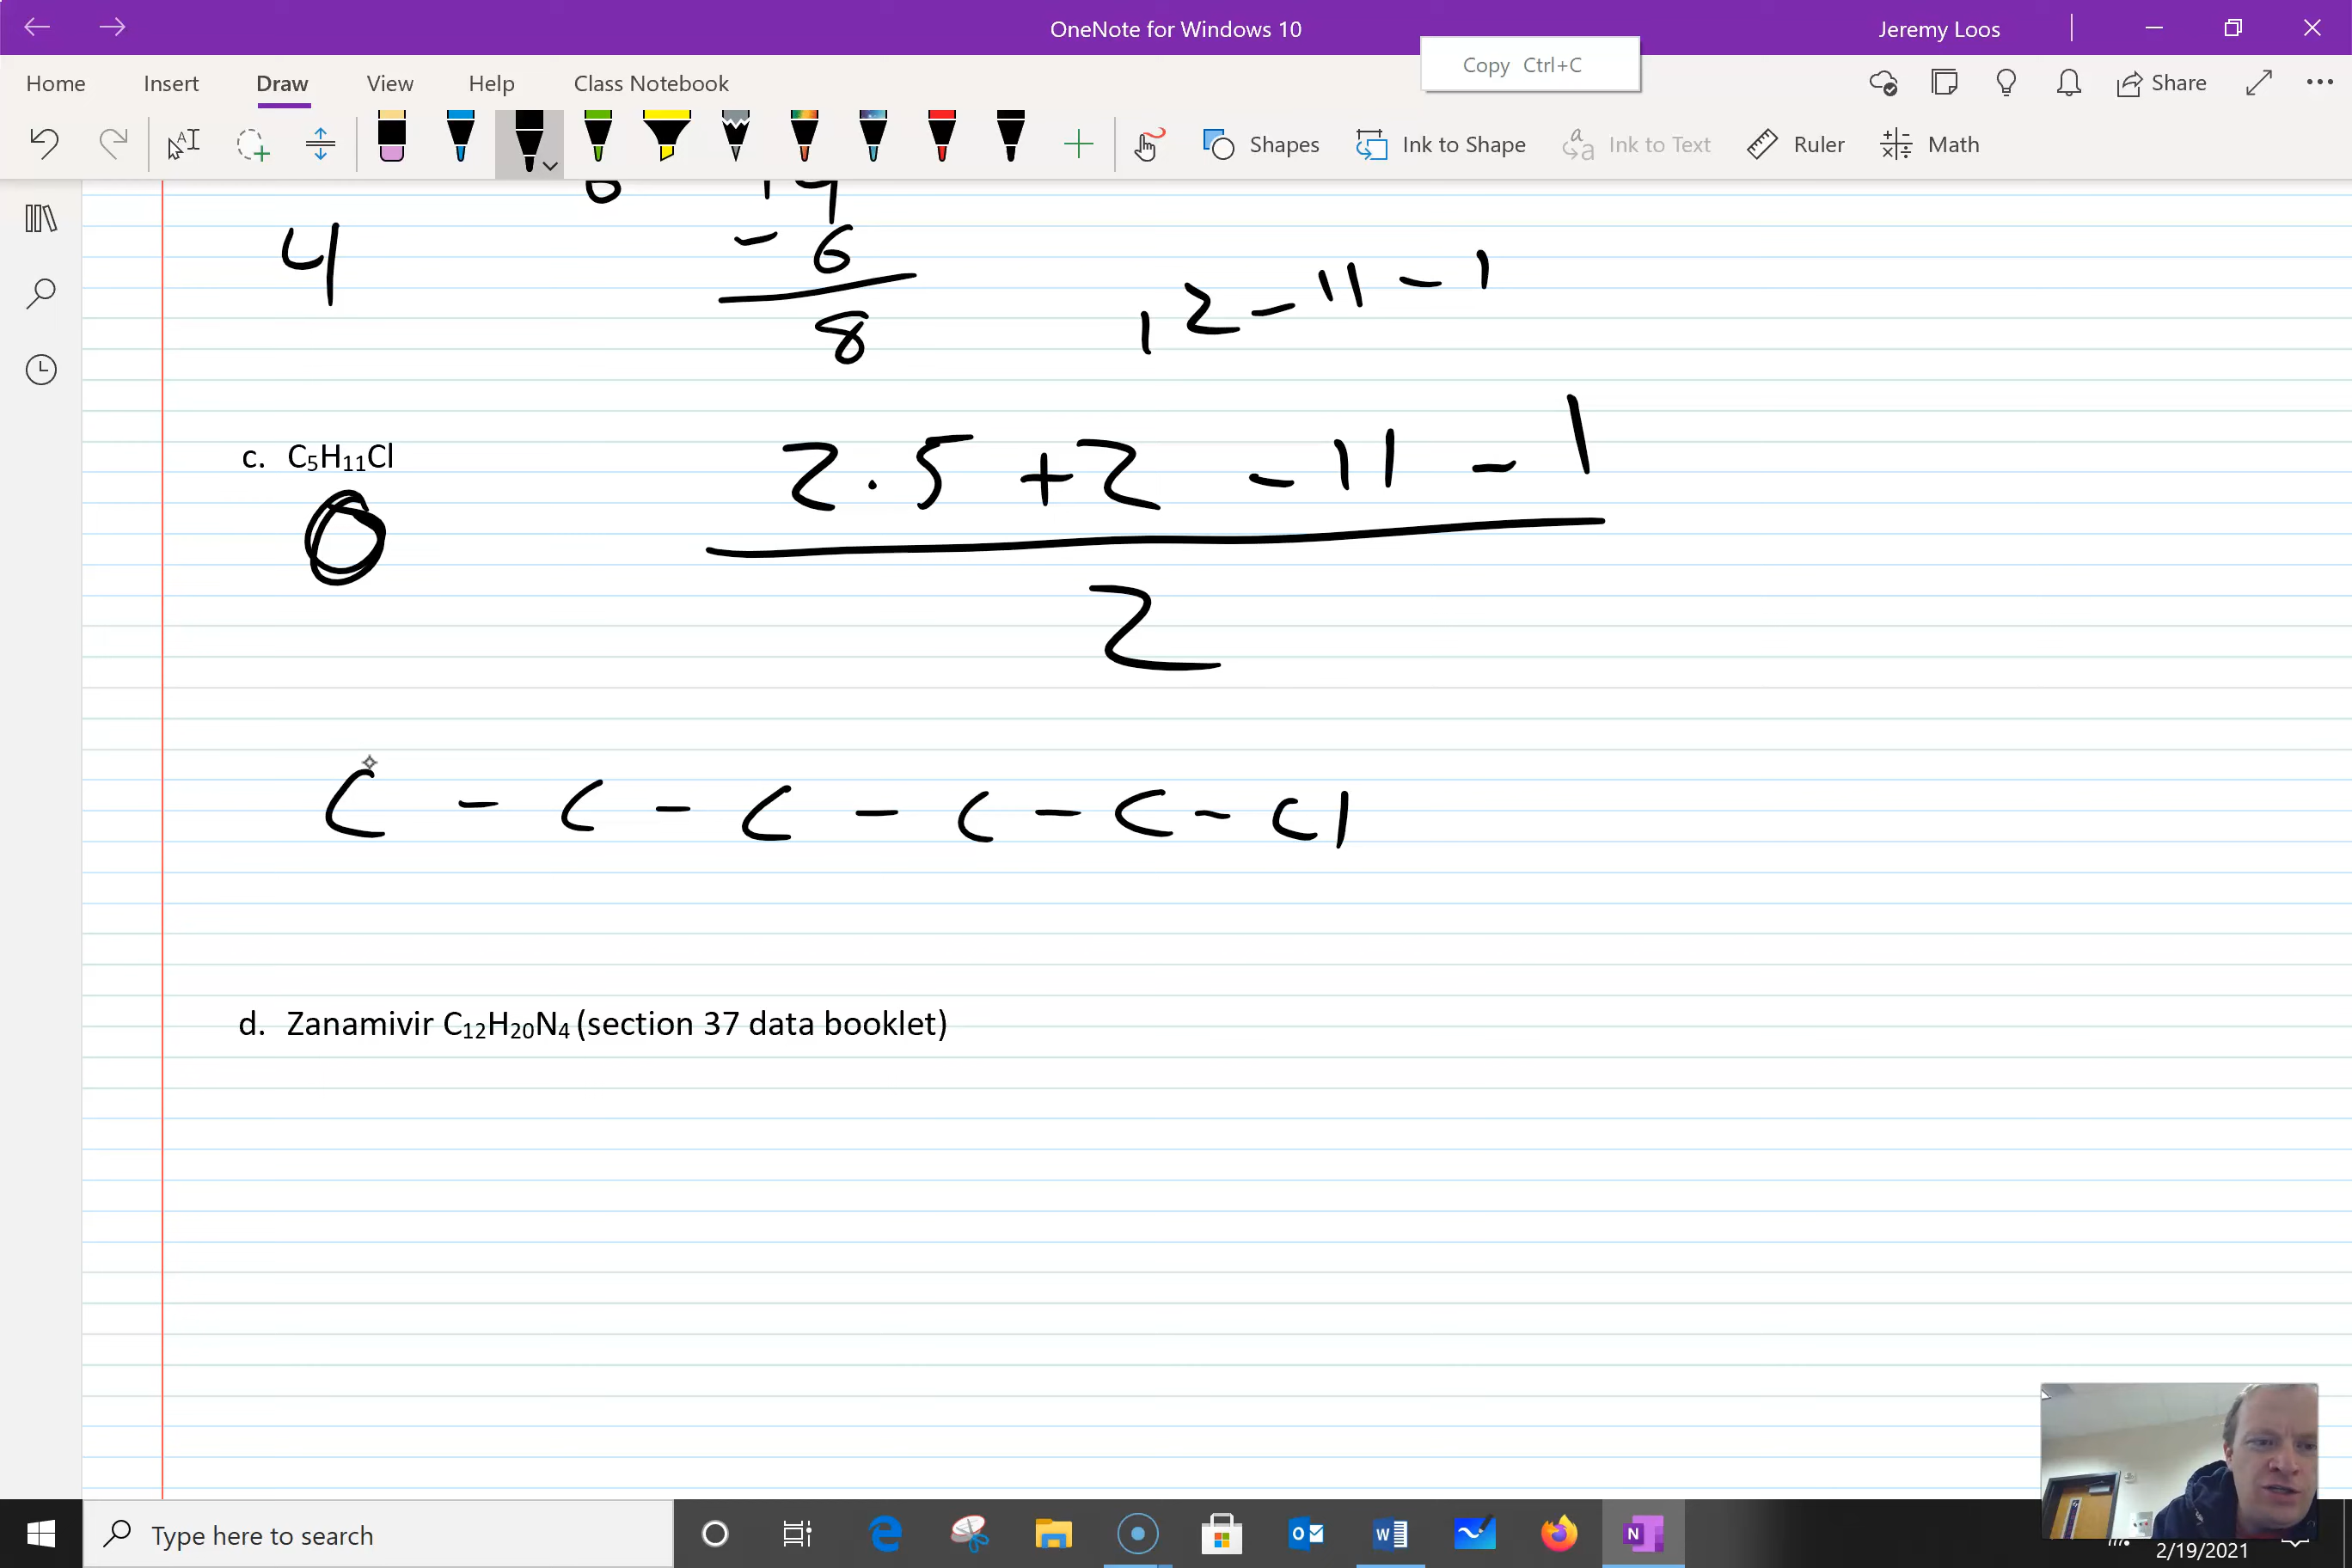 OneNote for Windows 10
Jeremy Loos
Copy Ctrl+C
Home Insert Draw View Help Class Notebook
Share
Shapes Ink to Shape Ink to Text Ruler Math
4
- 6
8
12 - 11 - 1
c. C₅H₁₁Cl
0
2 · 5 + 2 - 11 - 1
2
C - C - C - C - C - Cl
d. Zanamivir C₁₂H₂₀N₄ (section 37 data booklet)
Type here to search
2/19/2021